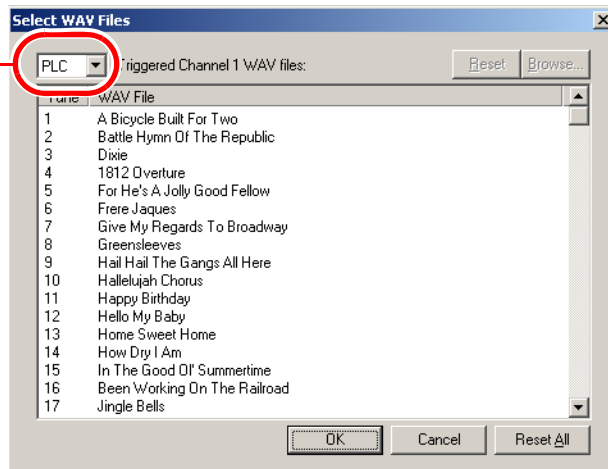 Select WAV Files
PLC Triggered Channel 1 WAV files: Reset Browse...
Tune WAV File
1 A Bicycle Built For Two
2 Battle Hymn Of The Republic
3 Dixie
4 1812 Overture
5 For He's A Jolly Good Fellow
6 Frere Jaques
7 Give My Regards To Broadway
8 Greensleeves
9 Hail Hail The Gangs All Here
10 Hallelujah Chorus
11 Happy Birthday
12 Hello My Baby
13 Home Sweet Home
14 How Dry I Am
15 In The Good Ol' Summertime
16 Been Working On The Railroad
17 Jingle Bells
OK Cancel Reset All